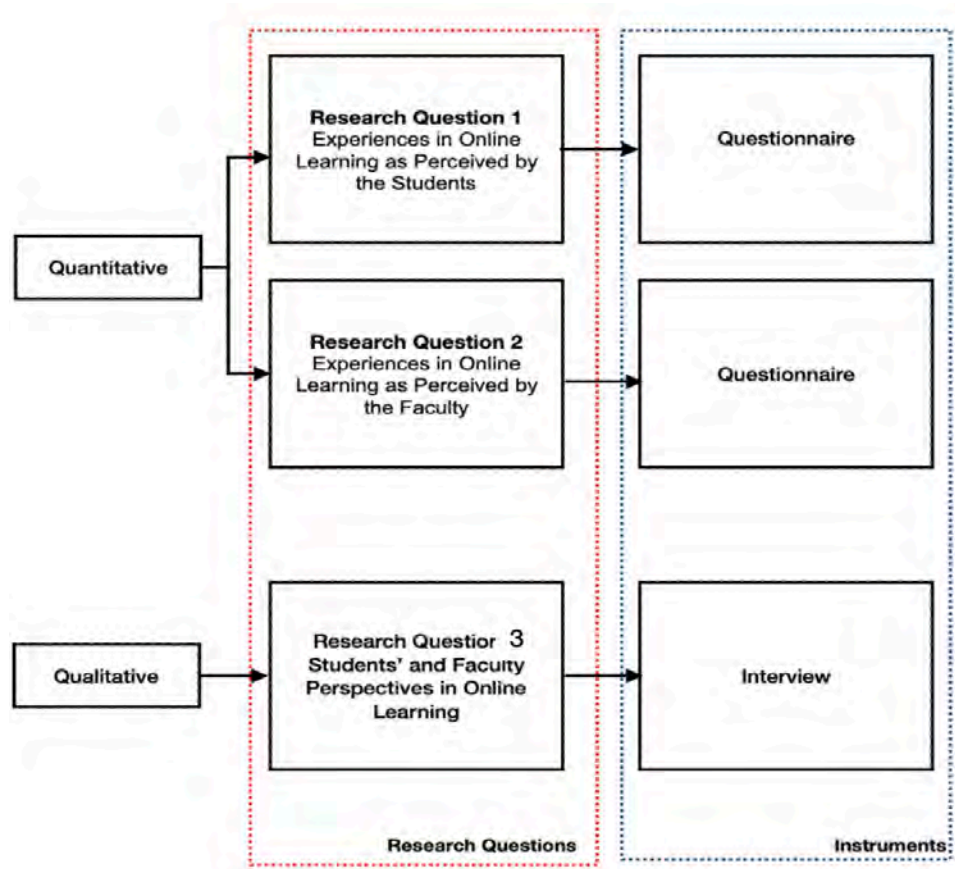 Research Question 1
Experiences in Online
Learning as Perceived by
the Students
Questionnaire
Quantitative
Research Question 2
Experiences in Online
Learning as Perceived by
the Faculty
Questionnaire
Research Questior 3
Students' and Faculty
Perspectives in Online
Learning
Qualitative
Interview
Research Questions
Instruments